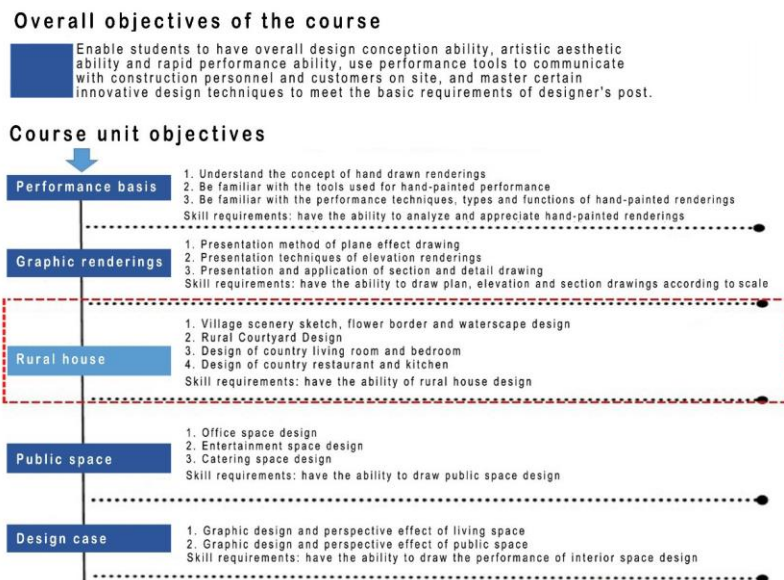 Overall objectives of the course
Enable students to have overall design conception ability, artistic aesthetic
ability and rapid performance ability, use performance tools to communicate
with construction personnel and customers on site, and master certain
innovative design techniques to meet the basic requirements of designer's post.
Course unit objectives
Performance basis
1. Understand the concept of hand drawn renderings
2. Be familiar with the tools used for hand-painted performance
3. Be familiar with the performance techniques, types and functions of hand-painted renderings
Skill requirements: have the ability to analyze and appreciate hand-painted renderings
Graphic renderings
1. Presentation method of plane effect drawing
2. Presentation techniques of elevation renderings
3. Presentation and application of section and detail drawing
Skill requirements: have the ability to draw plan, elevation and section drawings according to scale
Rural house
1. Village scenery sketch, flower border and waterscape design
2. Rural Courtyard Design
3. Design of country living room and bedroom
4. Design of country restaurant and kitchen
Skill requirements: have the ability of rural house design
Public space
1. Office space design
2. Entertainment space design
3. Catering space design
Skill requirements: have the ability to draw public space design
Design case
1. Graphic design and perspective effect of living space
2. Graphic design and perspective effect of public space
Skill requirements: have the ability to draw the performance of interior space design